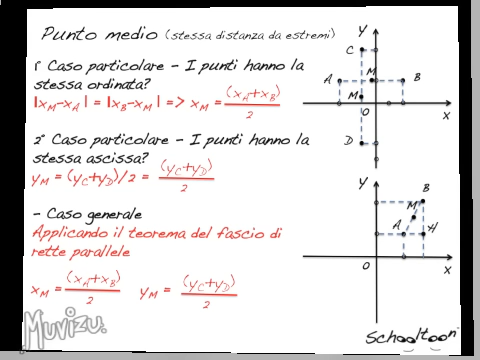 Punto medio (stessa distanza da estremi)
1° Caso particolare - I punti hanno la
stessa ordinata?
|xM-xA| = |xB-xM| => xM = (xA+xB)/2
2° Caso particolare - I punti hanno la
stessa ascissa?
yM = (yC+yD)/2 = (yC+yD)/2
- Caso generale
Applicando il teorema del fascio di
rette parallele
xM = (xA+xB)/2 yM = (yC+yD)/2
Muvizu.
y
C
A M B
M
O x
D
y
B
M
A H
O x
Schooltoon